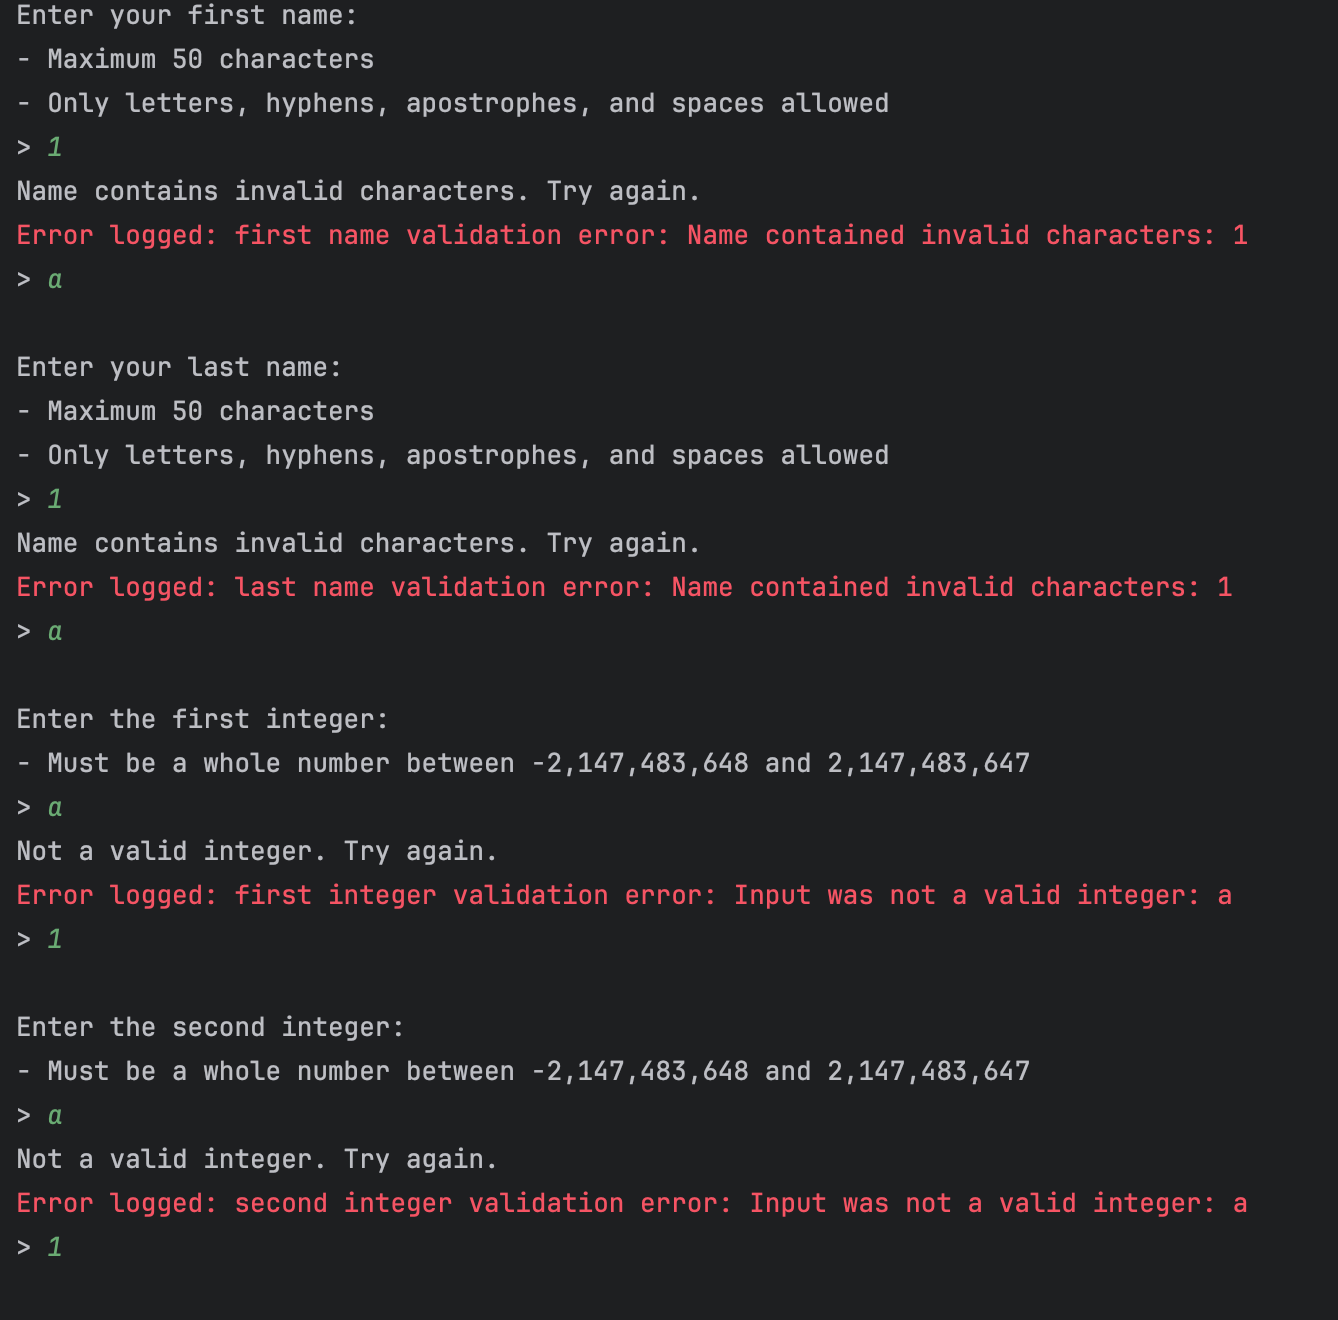 Enter your first name:
- Maximum 50 characters
- Only letters, hyphens, apostrophes, and spaces allowed
> 1
Name contains invalid characters. Try again.
Error logged: first name validation error: Name contained invalid characters: 1
> a
Enter your last name:
- Maximum 50 characters
- Only letters, hyphens, apostrophes, and spaces allowed
> 1
Name contains invalid characters. Try again.
Error logged: last name validation error: Name contained invalid characters: 1
> a
Enter the first integer:
- Must be a whole number between -2,147,483,648 and 2,147,483,647
> a
Not a valid integer. Try again.
Error logged: first integer validation error: Input was not a valid integer: a
> 1
Enter the second integer:
- Must be a whole number between -2,147,483,648 and 2,147,483,647
> a
Not a valid integer. Try again.
Error logged: second integer validation error: Input was not a valid integer: a
> 1